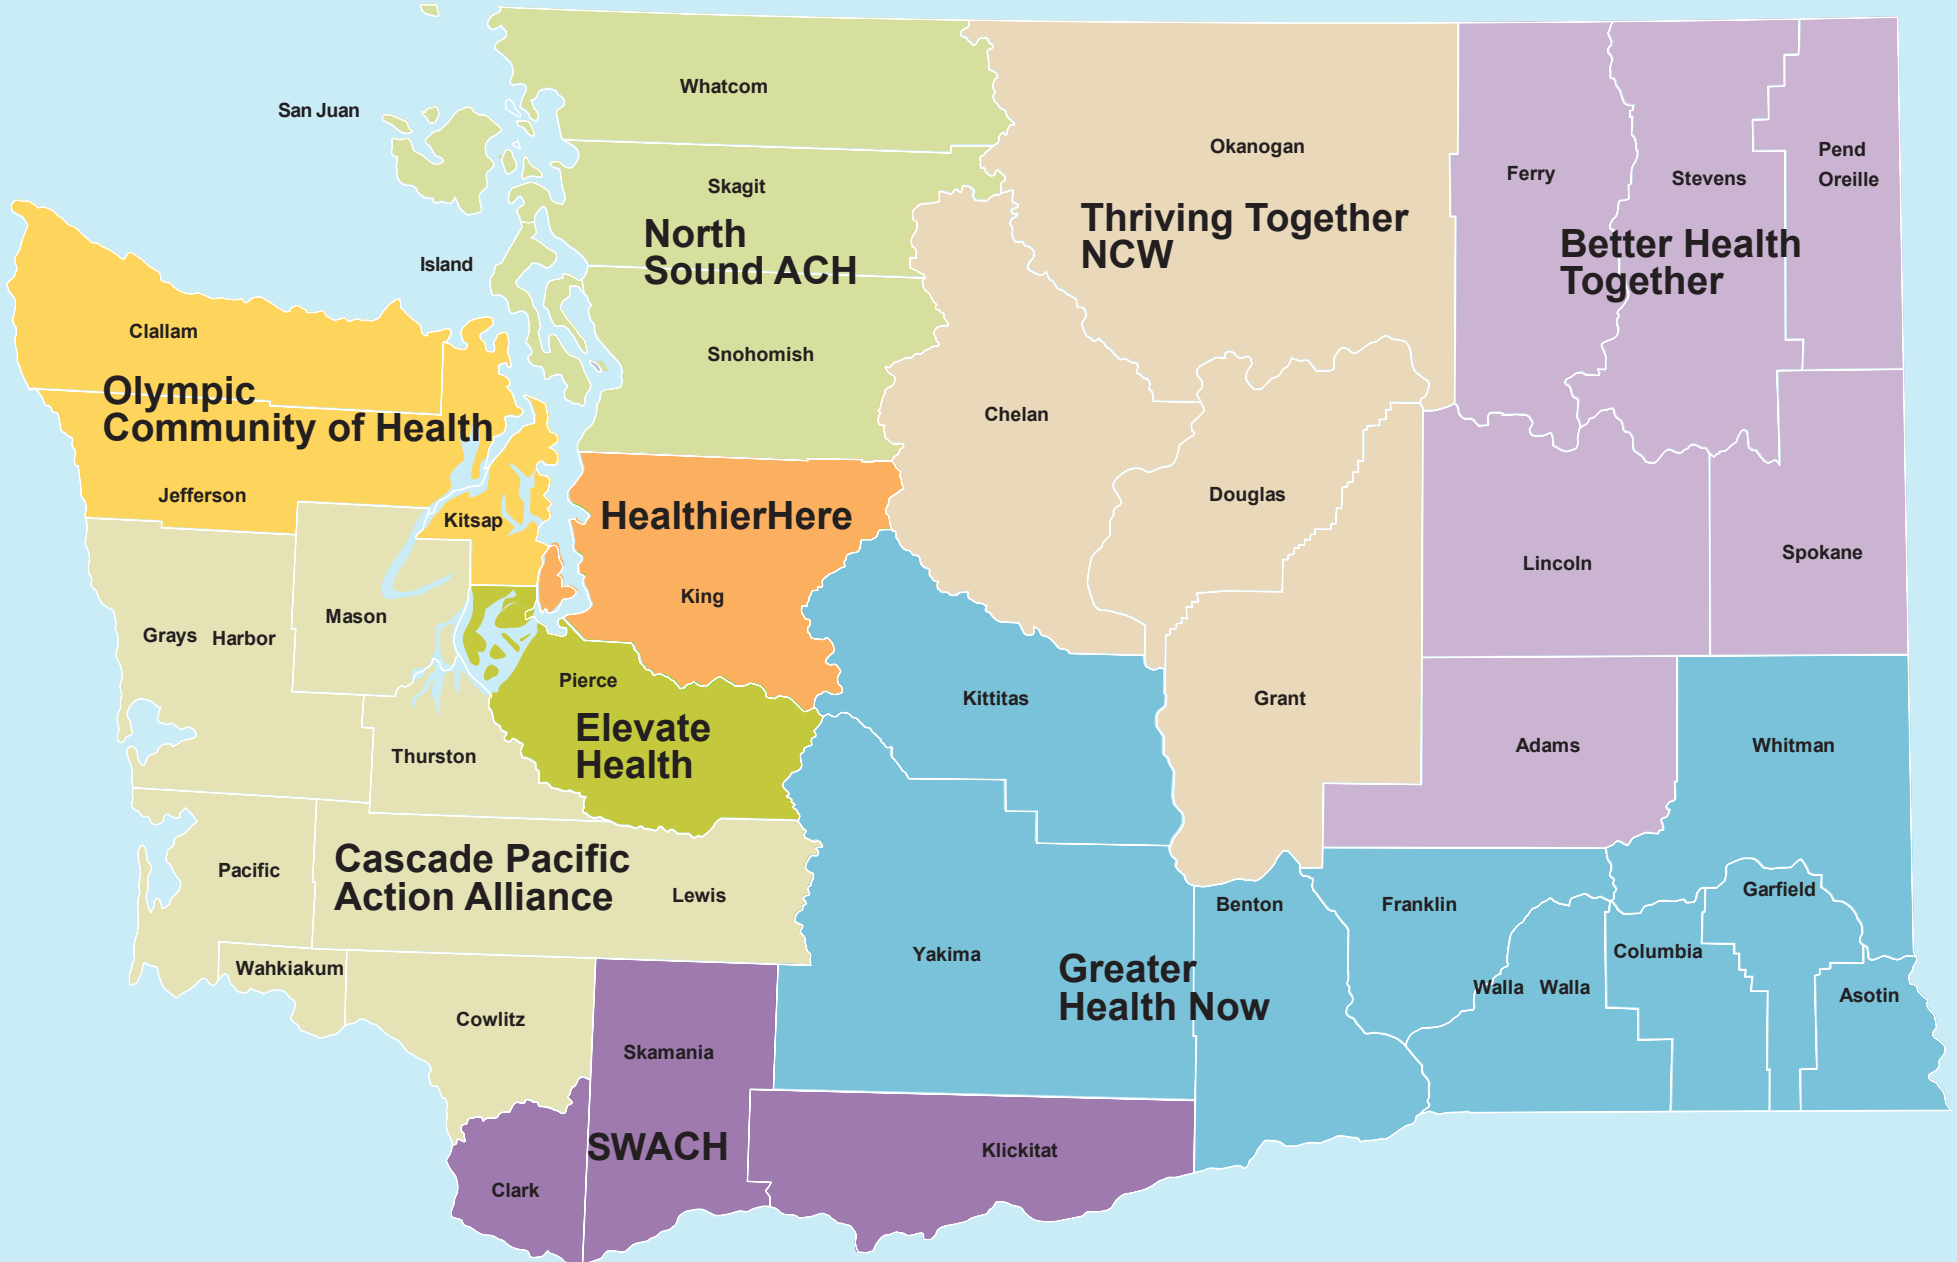 Whatcom
San Juan
Okanogan
Pend
Oreille
Ferry
Stevens
Skagit
North
Sound ACH
Thriving Together
NCW
Better Health
Together
Island
Clallam
Snohomish
Olympic
Community of Health
Chelan
Jefferson
Douglas
HealthierHere
Kitsap
Spokane
Lincoln
King
Mason
Grays Harbor
Pierce
Kittitas
Grant
Elevate
Health
Thurston
Adams
Whitman
Cascade Pacific
Action Alliance
Pacific
Lewis
Garfield
Benton
Franklin
Yakima
Columbia
Greater
Health Now
Wahkiakum
Walla Walla
Asotin
Cowlitz
Skamania
SWACH
Klickitat
Clark